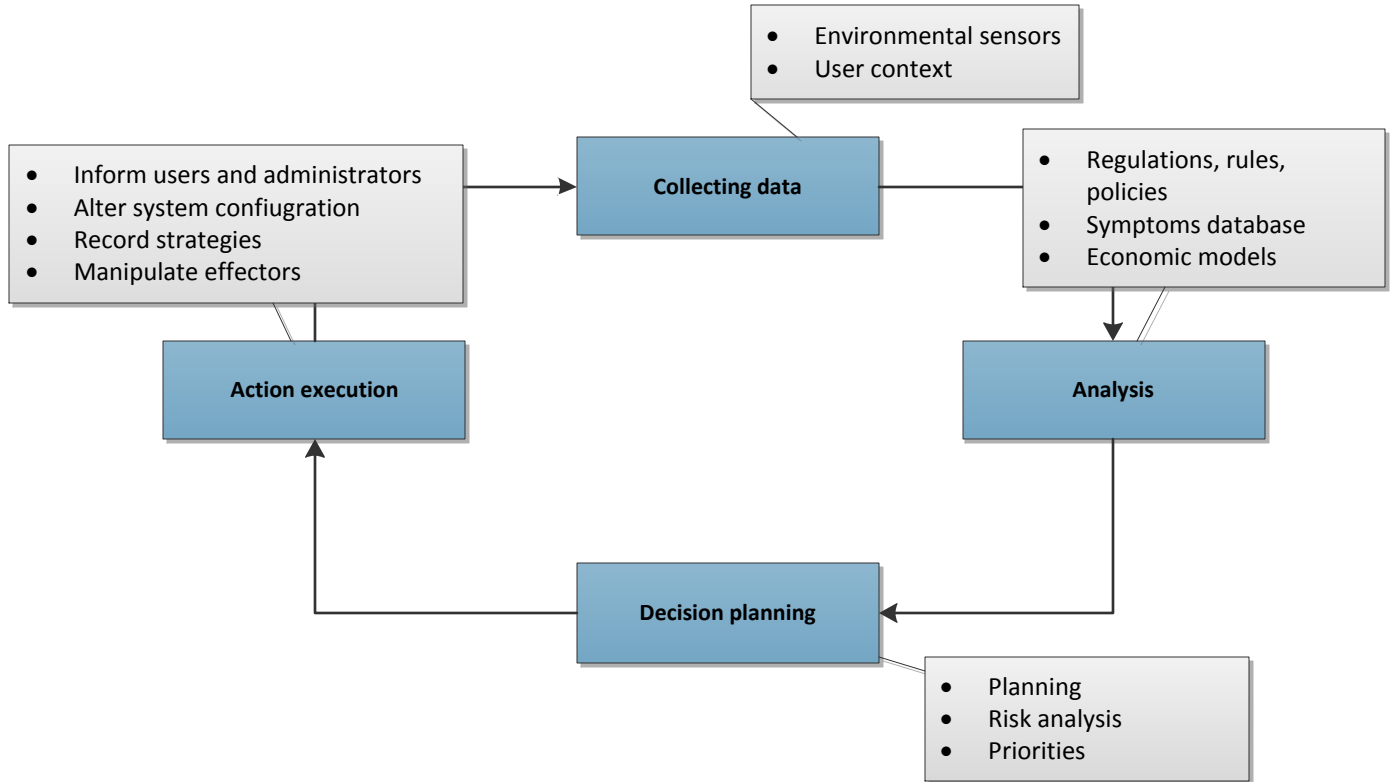 • Environmental sensors
• User context
Collecting data
• Regulations, rules,
policies
• Symptoms database
• Economic models
• Inform users and administrators
• Alter system confiugration
• Record strategies
• Manipulate effectors
Action execution
Analysis
Decision planning
• Planning
• Risk analysis
• Priorities